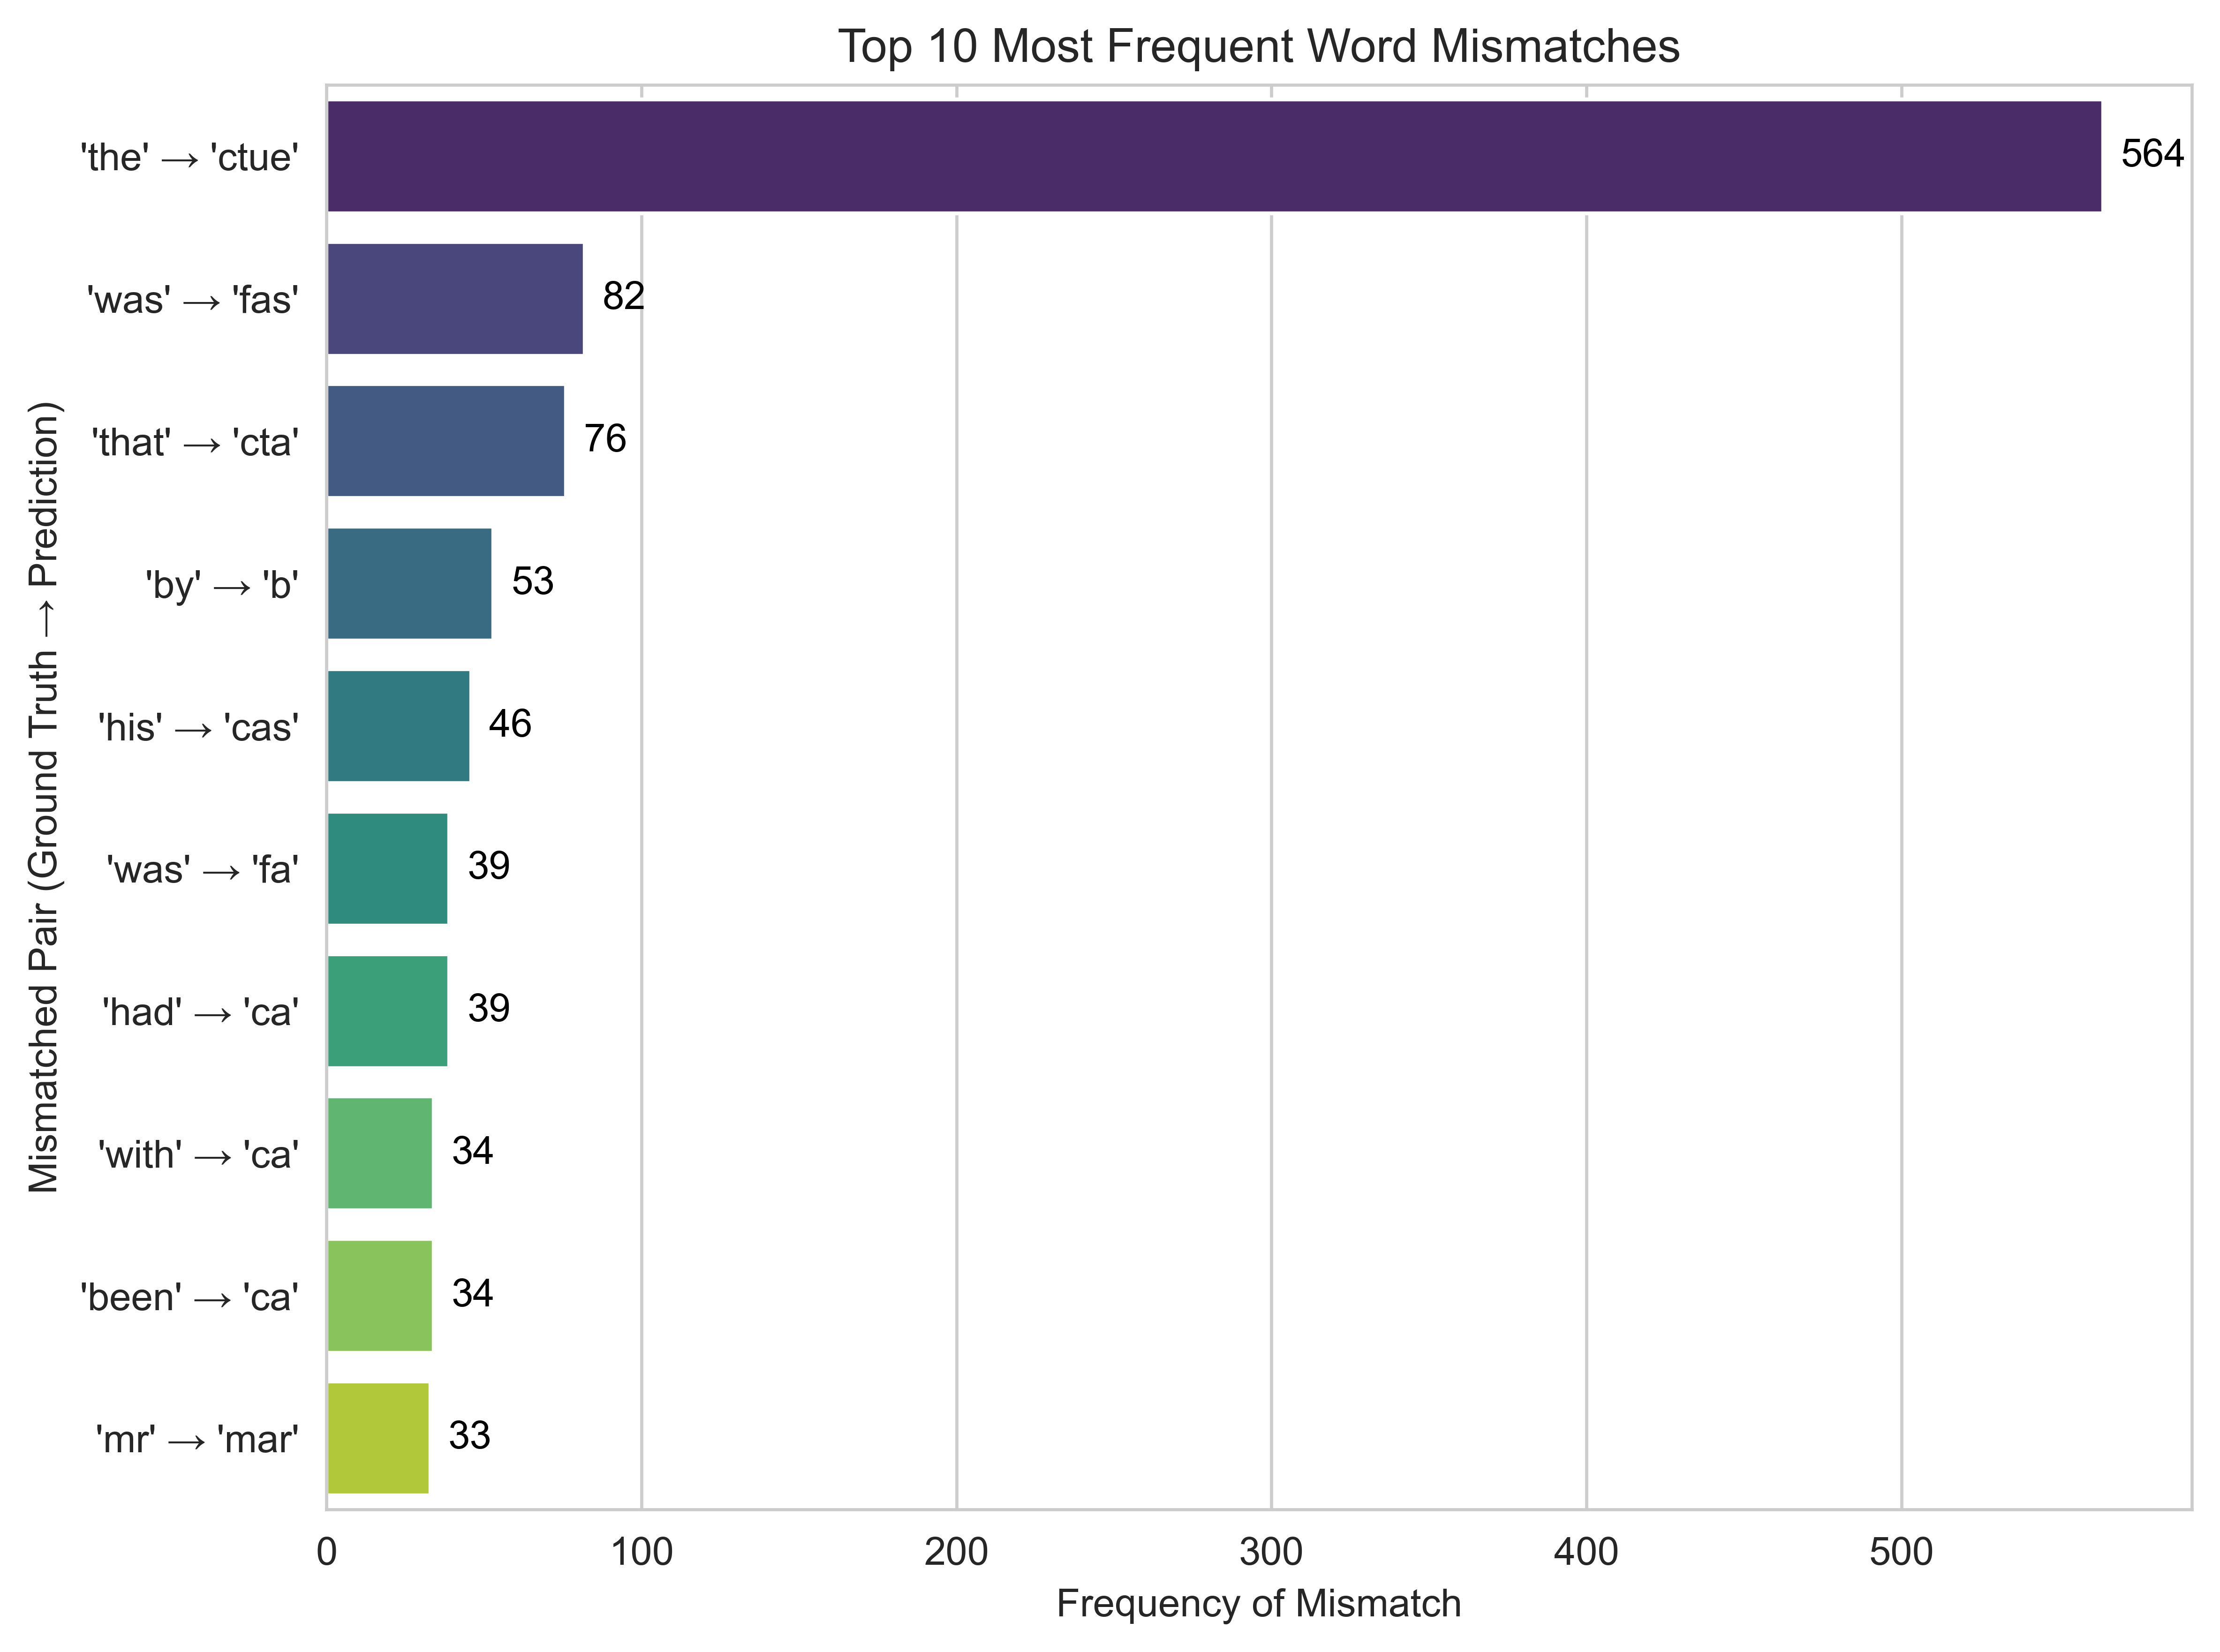 Top 10 Most Frequent Word Mismatches
Mismatched Pair (Ground Truth → Prediction)
'the' → 'ctue' 564
'was' → 'fas' 82
'that' → 'cta' 76
'by' → 'b' 53
'his' → 'cas' 46
'was' → 'fa' 39
'had' → 'ca' 39
'with' → 'ca' 34
'been' → 'ca' 34
'mr' → 'mar' 33
0 100 200 300 400 500
Frequency of Mismatch